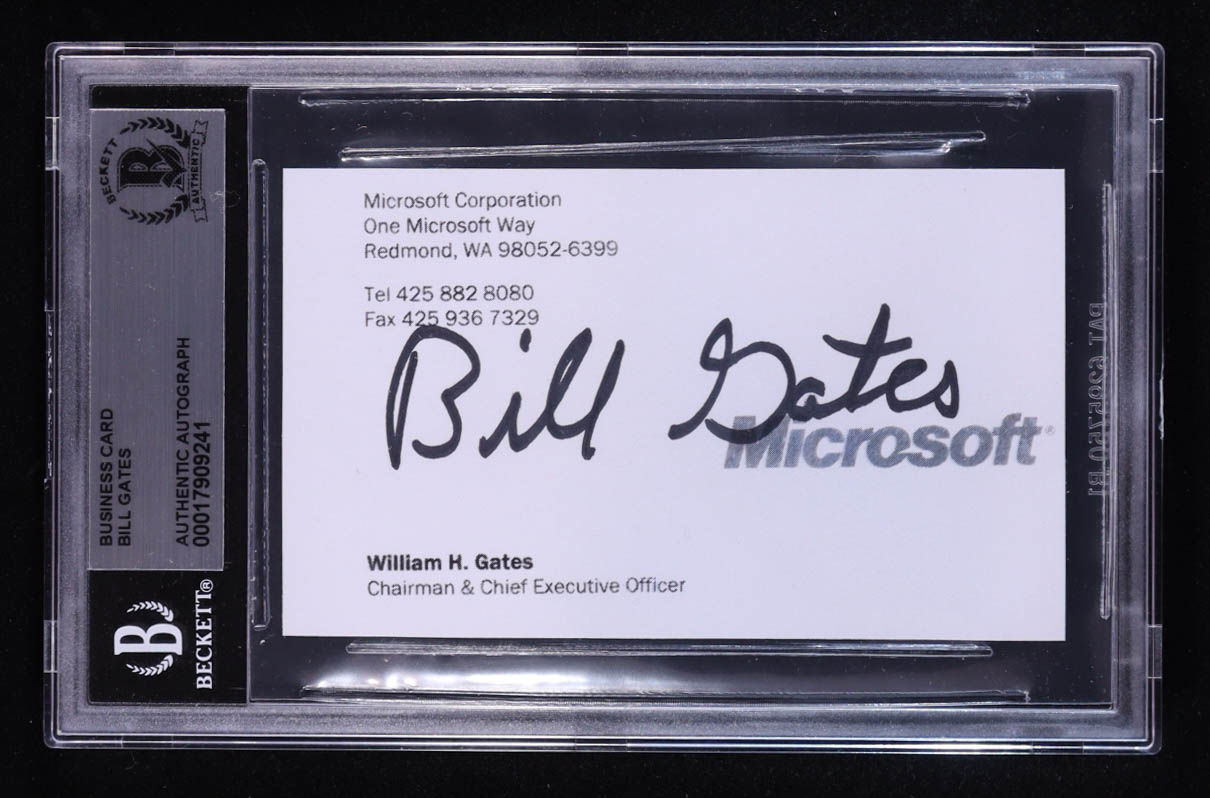 BECKETT
B
AUTHENTIC
BUSINESS CARD
BILL GATES
AUTHENTIC AUTOGRAPH
00017909241
B
BECKETT®
Microsoft Corporation
One Microsoft Way
Redmond, WA 98052-6399
Tel 425 882 8080
Fax 425 936 7329
Bill Gates
Microsoft®
William H. Gates
Chairman & Chief Executive Officer